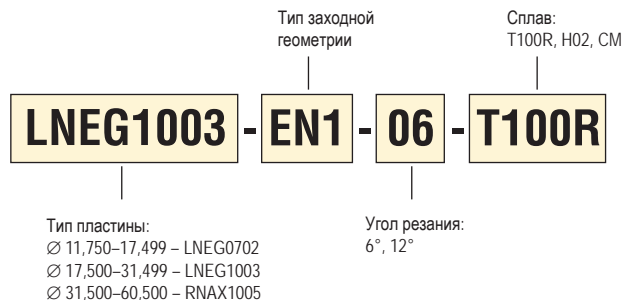 Тип заходной
геометрии
Сплав:
T100R, H02, CM
LNEG1003 - EN1 - 06 - T100R
Тип пластины:
∅ 11,750–17,499 – LNEG0702
∅ 17,500–31,499 – LNEG1003
∅ 31,500–60,500 – RNAX1005
Угол резания:
6°, 12°